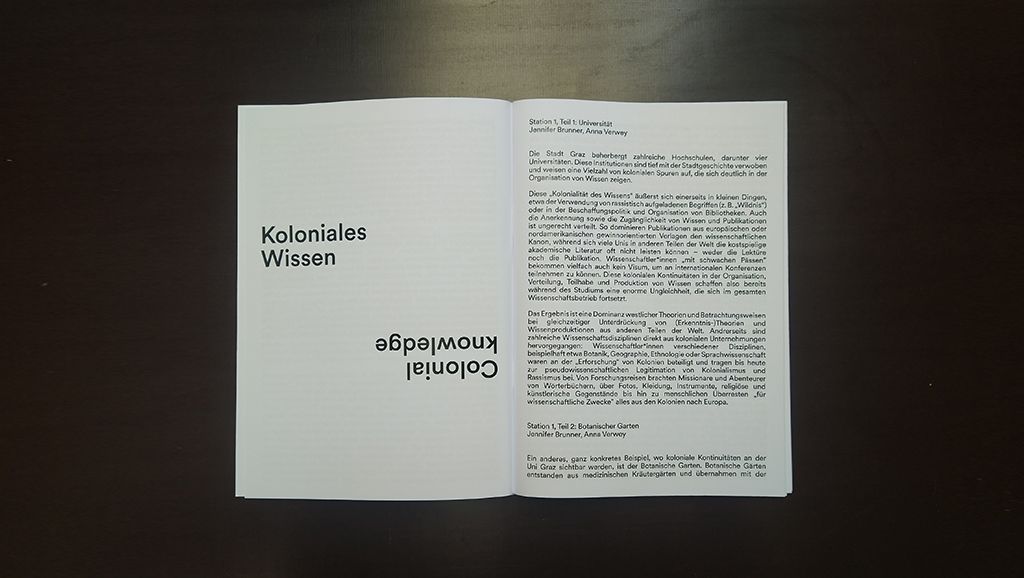 Koloniales
Wissen
Colonial
knowledge
Station 1, Teil 1: Universität
Jennifer Brunner, Anna Verwey
Die Stadt Graz beherbergt zahlreiche Hochschulen, darunter vier
Universitäten. Diese Institutionen sind tief mit der Stadtgeschichte verwoben
und weisen eine Vielzahl von kolonialen Spuren auf, die sich deutlich in der
Organisation von Wissen zeigen.
Diese „Kolonialität des Wissens" äußerst sich einerseits in kleinen Dingen,
etwa der Verwendung von rassistisch aufgeladenen Begriffen (z. B. „Wildnis")
oder in der Beschaffungspolitik und Organisation von Bibliotheken. Auch
die Anerkennung sowie die Zugänglichkeit von Wissen und Publikationen
ist ungerecht verteilt. So dominieren Publikationen aus europäischen oder
nordamerikanischen gewinnorientierten Vorlagen den wissenschaftlichen
Kanon, während sich viele Unis in anderen Teilen der Welt die kostspielige
akademische Literatur oft nicht leisten können – weder die Lektüre
noch die Publikation. Wissenschaftler*innen „mit schwachen Pässen"
bekommen vielfach auch kein Visum, um an internationalen Konferenzen
teilnehmen zu können. Diese kolonialen Kontinuitäten in der Organisation,
Verteilung, Teilhabe und Produktion von Wissen schaffen also bereits
während des Studiums eine enorme Ungleichheit, die sich im gesamten
Wissenschaftsbetrieb fortsetzt.
Das Ergebnis ist eine Dominanz westlicher Theorien und Betrachtungsweisen
bei gleichzeitiger Unterdrückung von (Erkenntnis-)Theorien und
Wissenproduktionen aus anderen Teilen der Welt. Andrerseits sind
zahlreiche Wissenschaftsdisziplinen direkt aus kolonialen Unternehmungen
hervorgegangen: Wissenschaftler*innen verschiedener Disziplinen,
beispielhaft etwa Botanik, Geographie, Ethnologie oder Sprachwissenschaft
waren an der „Erforschung" von Kolonien beteiligt und tragen bis heute
zur pseudowissenschaftlichen Legitimation von Kolonialismus und
Rassismus bei. Von Forschungsreisen brachten Missionare und Abenteurer
von Wörterbüchern, über Fotos, Kleidung, Instrumente, religiöse und
künstlerische Gegenstände bis hin zu menschlichen Überresten „für
wissenschaftliche Zwecke" alles aus den Kolonien nach Europa.
Station 1, Teil 2: Botanischer Garten
Jennifer Brunner, Anna Verwey
Ein anderes, ganz konkretes Beispiel, wo koloniale Kontinuitäten an der
Uni Graz sichtbar werden, ist der Botanische Garten. Botanische Gärten
entstanden aus medizinischen Kräutergärten und übernahmen mit der